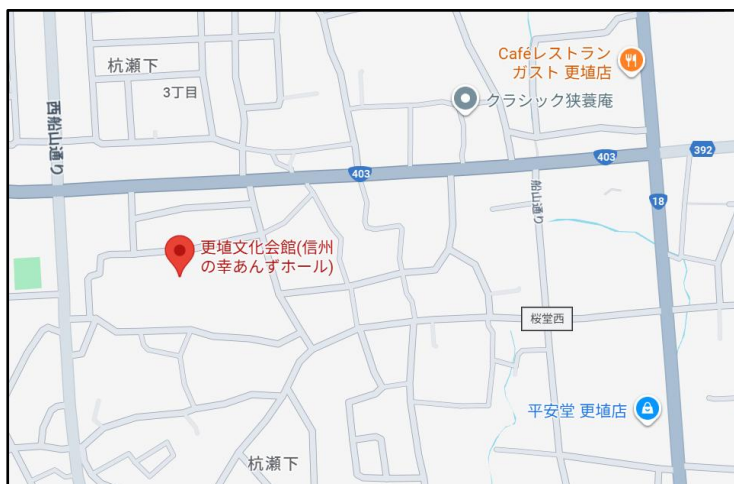 Caféレストラン
ガスト 更埴店
杭瀬下
3丁目
クラシック狭蓑庵
西船山通り
403
403
392
船山通り
18
更埴文化会館(信州
の幸あんずホール)
桜堂西
平安堂 更埴店
杭瀬下